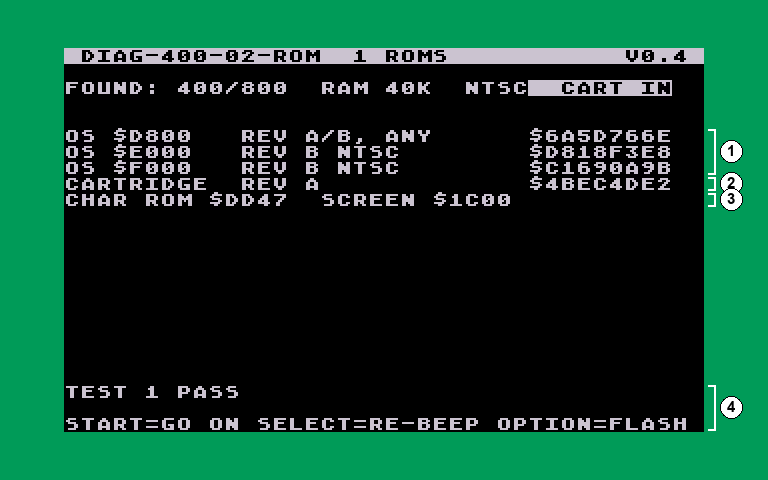 DIAG-400-02-ROM 1 ROMS V0.4
FOUND: 400/800 RAM 40K NTSC CART IN
OS $D800 REV A/B, ANY $6A5D766E
OS $E000 REV B NTSC $D818F3E8
OS $F000 REV B NTSC $C1690A9B
1
CARTRIDGE REV A $4BEC4DE2
2
CHAR ROM $DD47 SCREEN $1C00
3
TEST 1 PASS
START=GO ON SELECT=RE-BEEP OPTION=FLASH
4